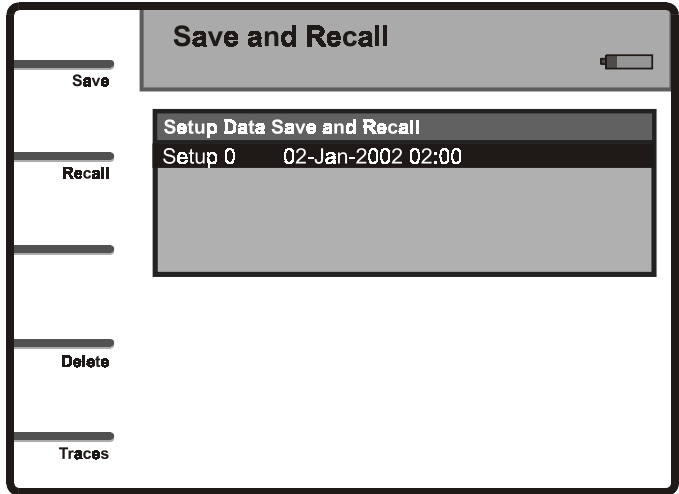 Save and Recall
Save
Setup Data Save and Recall
Setup 0 02-Jan-2002 02:00
Recall
Delete
Traces